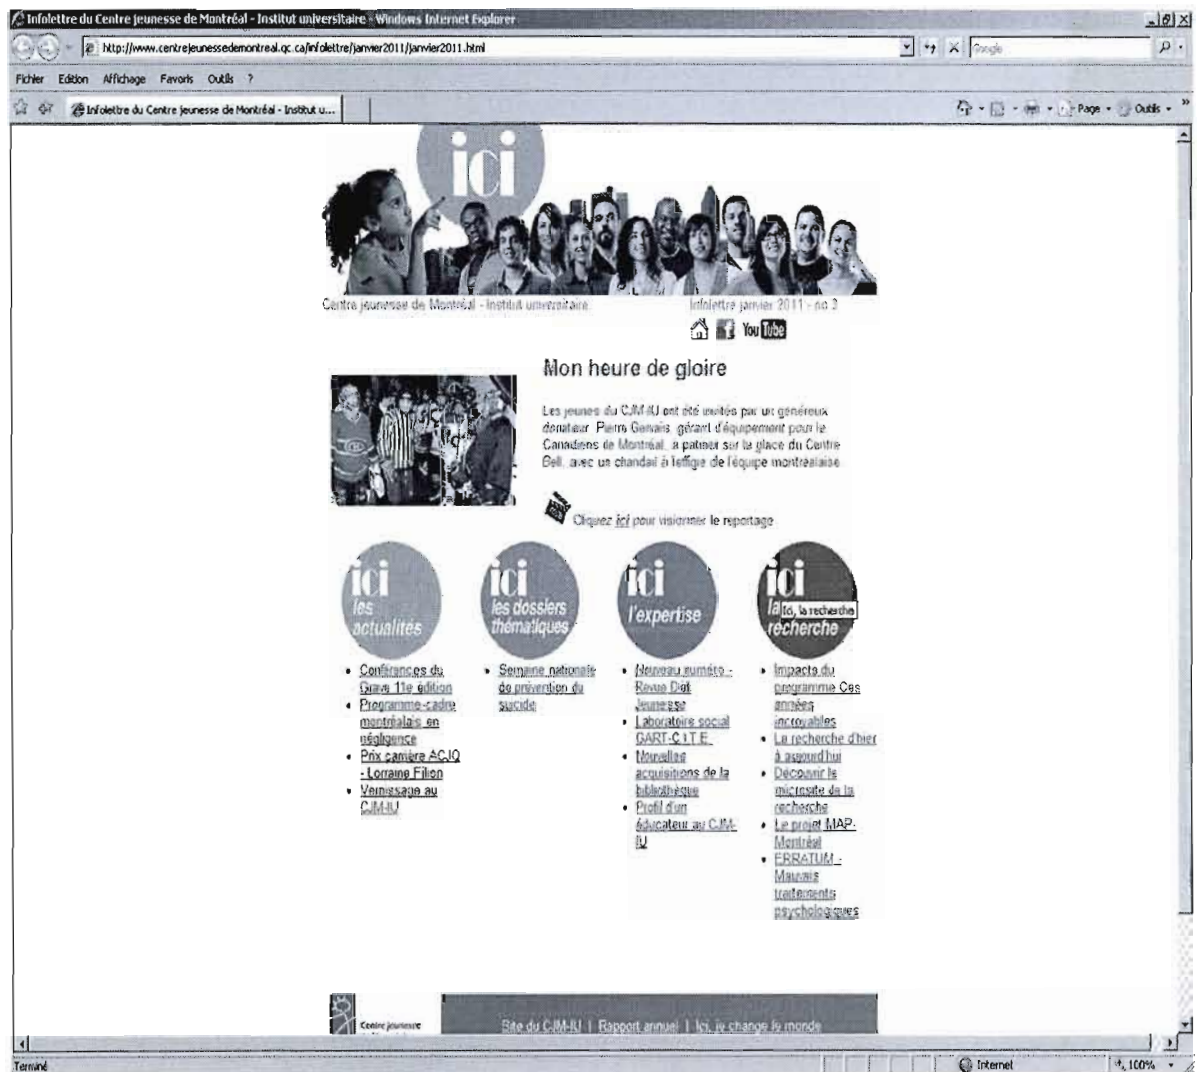 Infolettre du Centre jeunesse de Montréal - Institut universitaire - Windows Internet Explorer
http://www.centrejeunessedemontreal.qc.ca/infolettre/janvier2011/janvier2011.html
Google
Fichier Edition Affichage Favoris Outils ?
Infolettre du Centre jeunesse de Montréal - Institut u...
Page Outils
ici
Centre jeunesse de Montréal - Institut universitaire
Infolettre janvier 2011 - no 3
You Tube
Mon heure de gloire
Les jeunes du CJM-IU ont été invités par un généreux
donateur, Pierre Gervais, gérant d'équipement pour le
Canadiens de Montréal, à patiner sur la glace du Centre
Bell, avec un chandail à l'effigie de l'équipe montréalaise
Cliquez ici pour visionner le reportage
ici
les
actualités
Conférences du
Grave 11e édition
Programme-cadre
montréalais en
négligence
Prix carrière ACJQ
- Lorraine Filion
Vernissage au
CJM-IU
ici
les dossiers
thématiques
Semaine nationale
de prévention du
suicide
ici
l'expertise
Nouveau numéro -
Revue Défi
Jeunesse
Laboratoire social
GART-C.I.T.E.
Nouvelles
acquisitions de la
bibliothèque
Profil d'un
éducateur au CJM-
IU
ici
la
Ici, la recherche
recherche
Impacts du
programme Ces
années
incroyables
La recherche d'hier
à aujourd'hui
Découvrir le
microsite de la
recherche
Le projet MAP-
Montréal
ERRATUM -
Mauvais
traitements
psychologiques
Centre jeunesse
Site du CJM-IU | Rapport annuel | Ici, je change le monde
Terminé
Internet
100%